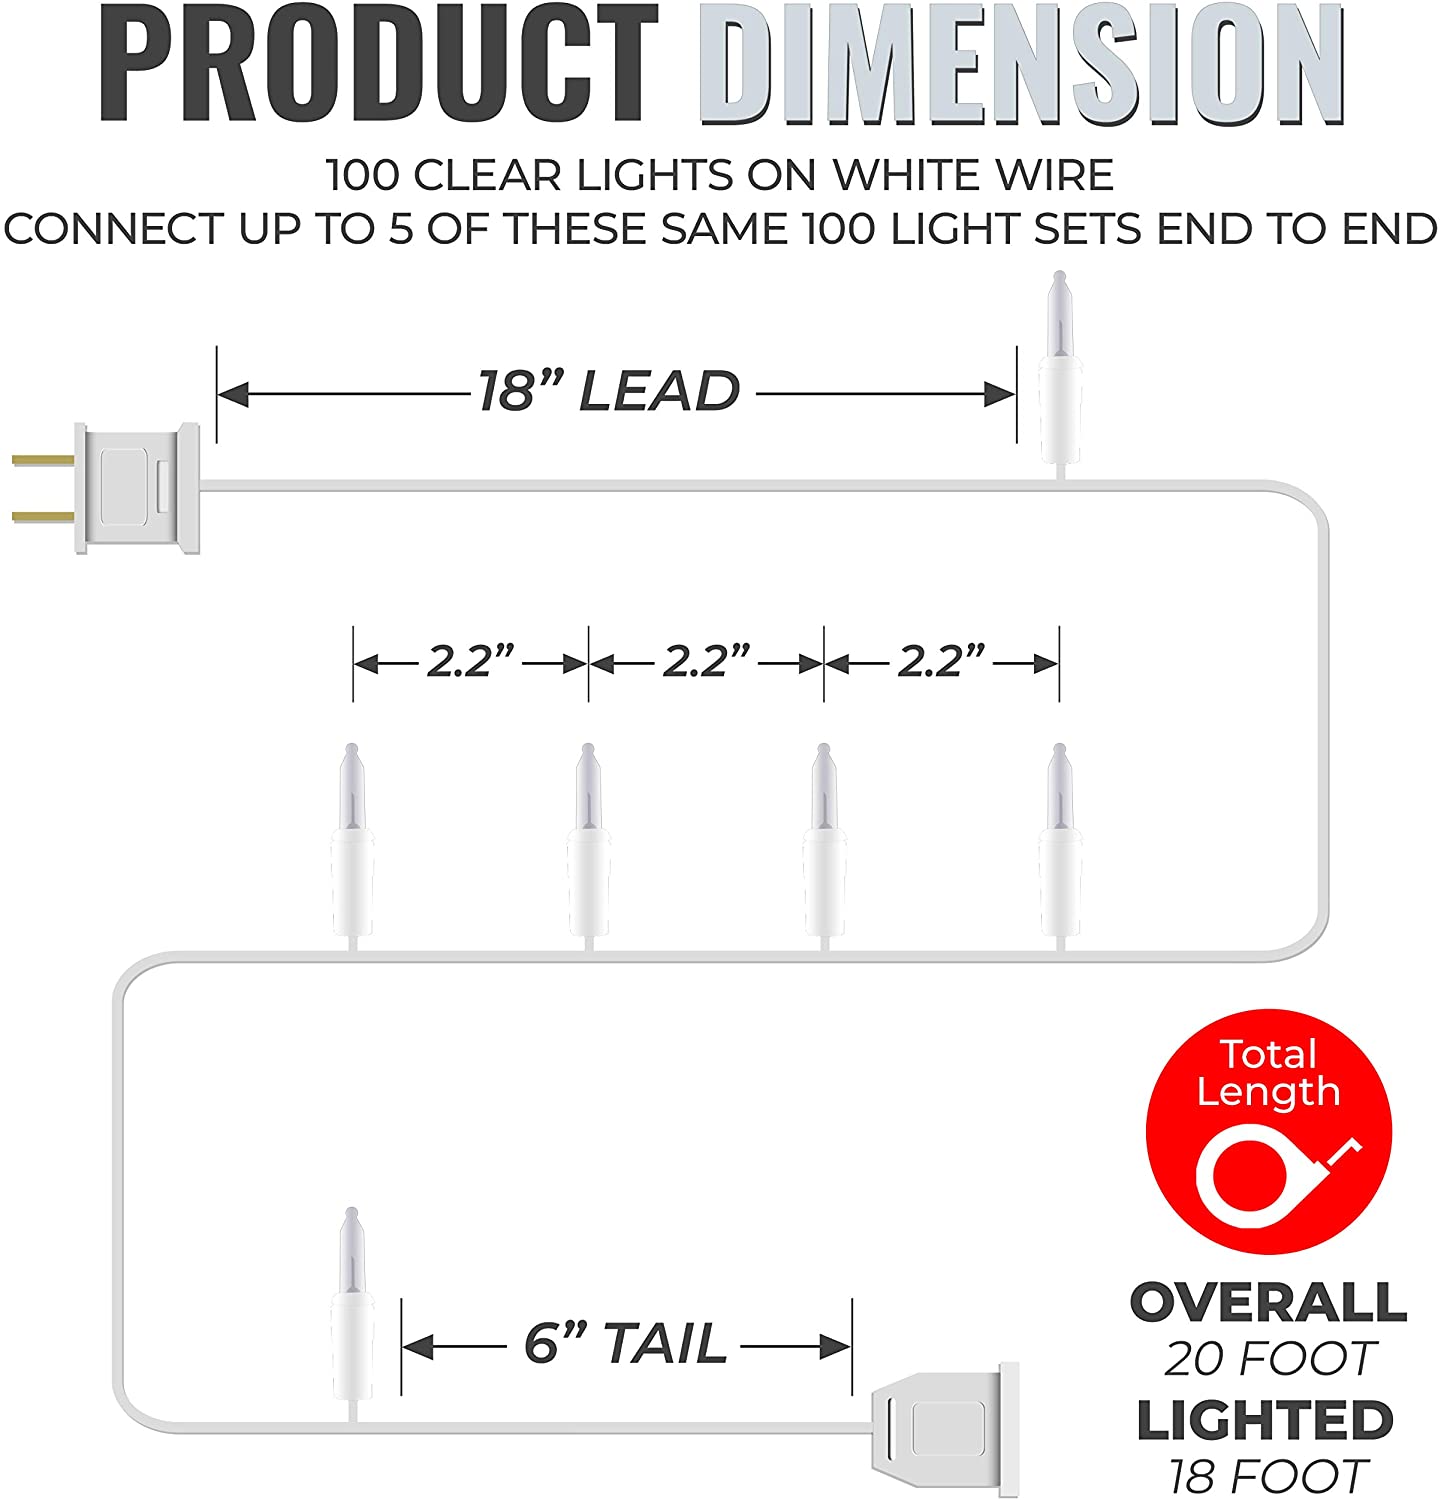 PRODUCT DIMENSION
100 CLEAR LIGHTS ON WHITE WIRE
CONNECT UP TO 5 OF THESE SAME 100 LIGHT SETS END TO END
18” LEAD
2.2” 2.2” 2.2”
Total
Length
6” TAIL
OVERALL
20 FOOT
LIGHTED
18 FOOT